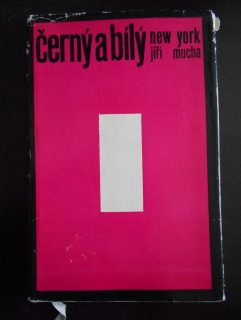 černý a bílý
new york
jiří mucha